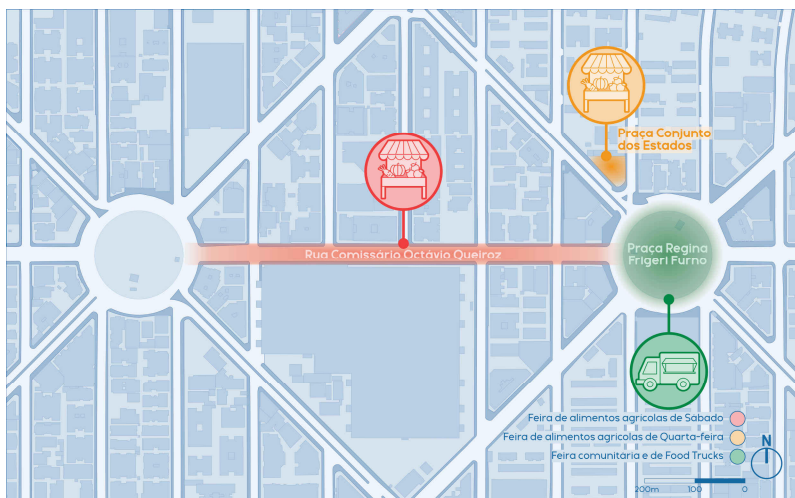 Praça Conjunto
dos Estados
Rua Comissário Octávio Queiroz
Praça Regina
Frigeri Furno
Feira de alimentos agrícolas de Sábado
Feira de alimentos agrícolas de Quarta-feira
Feira comunitária e de Food Trucks
N
200m 100 0